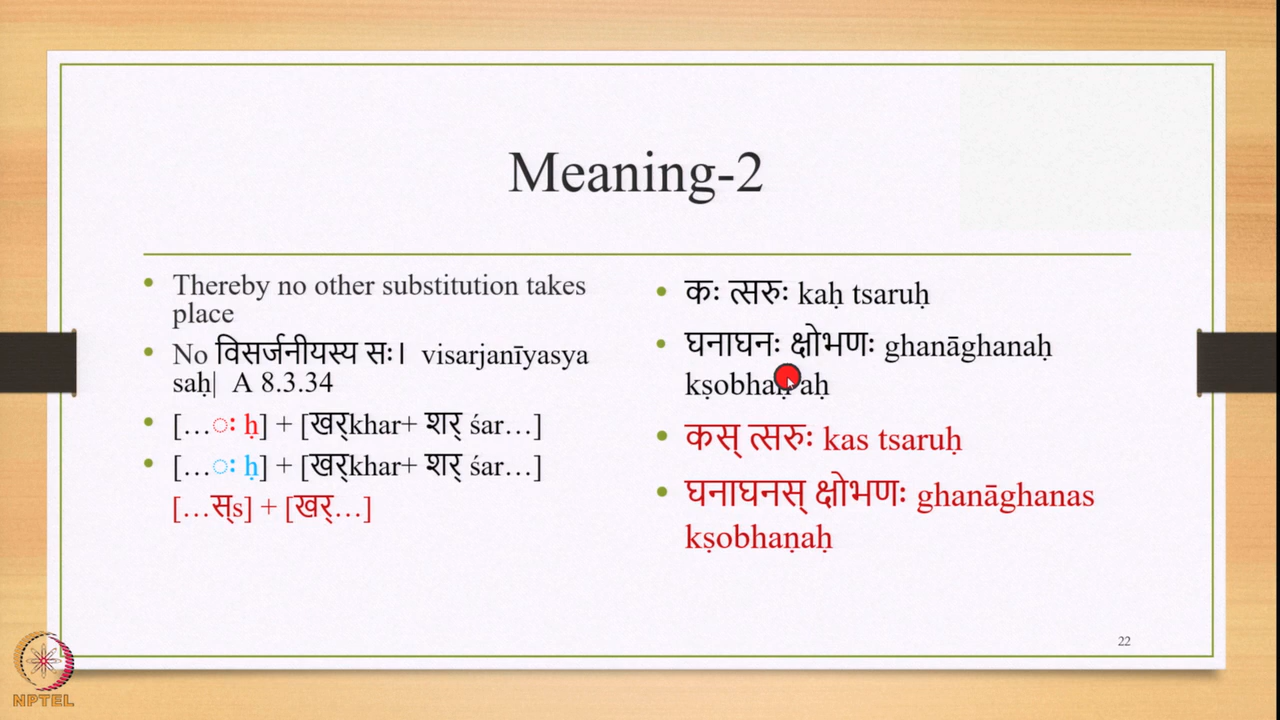 Meaning-2
• Thereby no other substitution takes
place
• No विसर्जनीयस्य सः। visarjanīyasya
saḥ| A 8.3.34
• […ः ḥ] + [खर्khar+ शर् śar…]
• […ः ḥ] + [खर्khar+ शर् śar…]
[…स्s] + [खर्…]
• कः त्सरुः kaḥ tsaruḥ
• घनाघनः क्षोभणः ghanāghanaḥ
kṣobhaṇaḥ
• कस् त्सरुः kas tsaruḥ
• घनाघनस् क्षोभणः ghanāghanas
kṣobhaṇaḥ
22
NPTEL